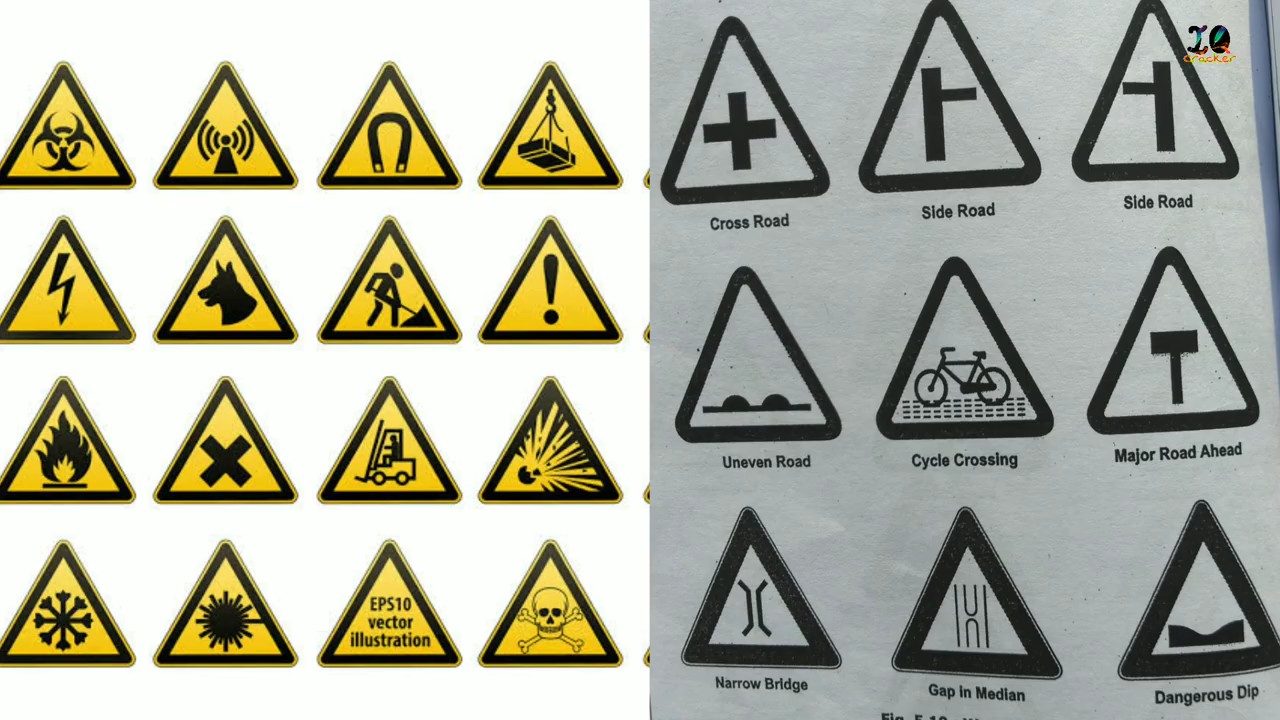 EPS10
vector
illustration
IQ
cracker
Cross Road
Side Road
Side Road
Uneven Road
Cycle Crossing
Major Road Ahead
Narrow Bridge
Gap in Median
Dangerous Dip